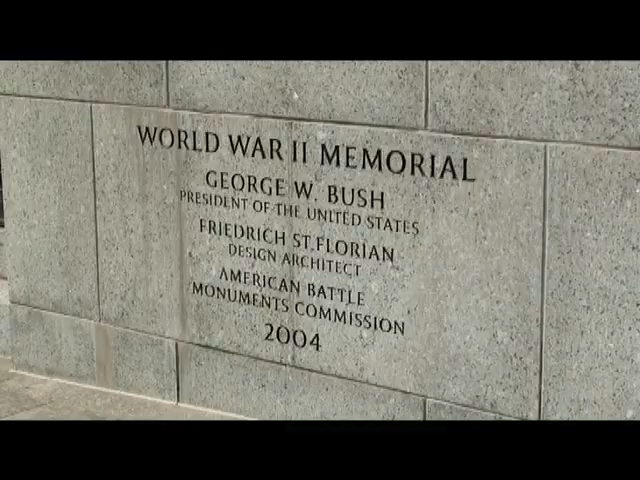 WORLD WAR II MEMORIAL
GEORGE W. BUSH
PRESIDENT OF THE UNITED STATES
FRIEDRICH ST.FLORIAN
DESIGN ARCHITECT
AMERICAN BATTLE
MONUMENTS COMMISSION
2004